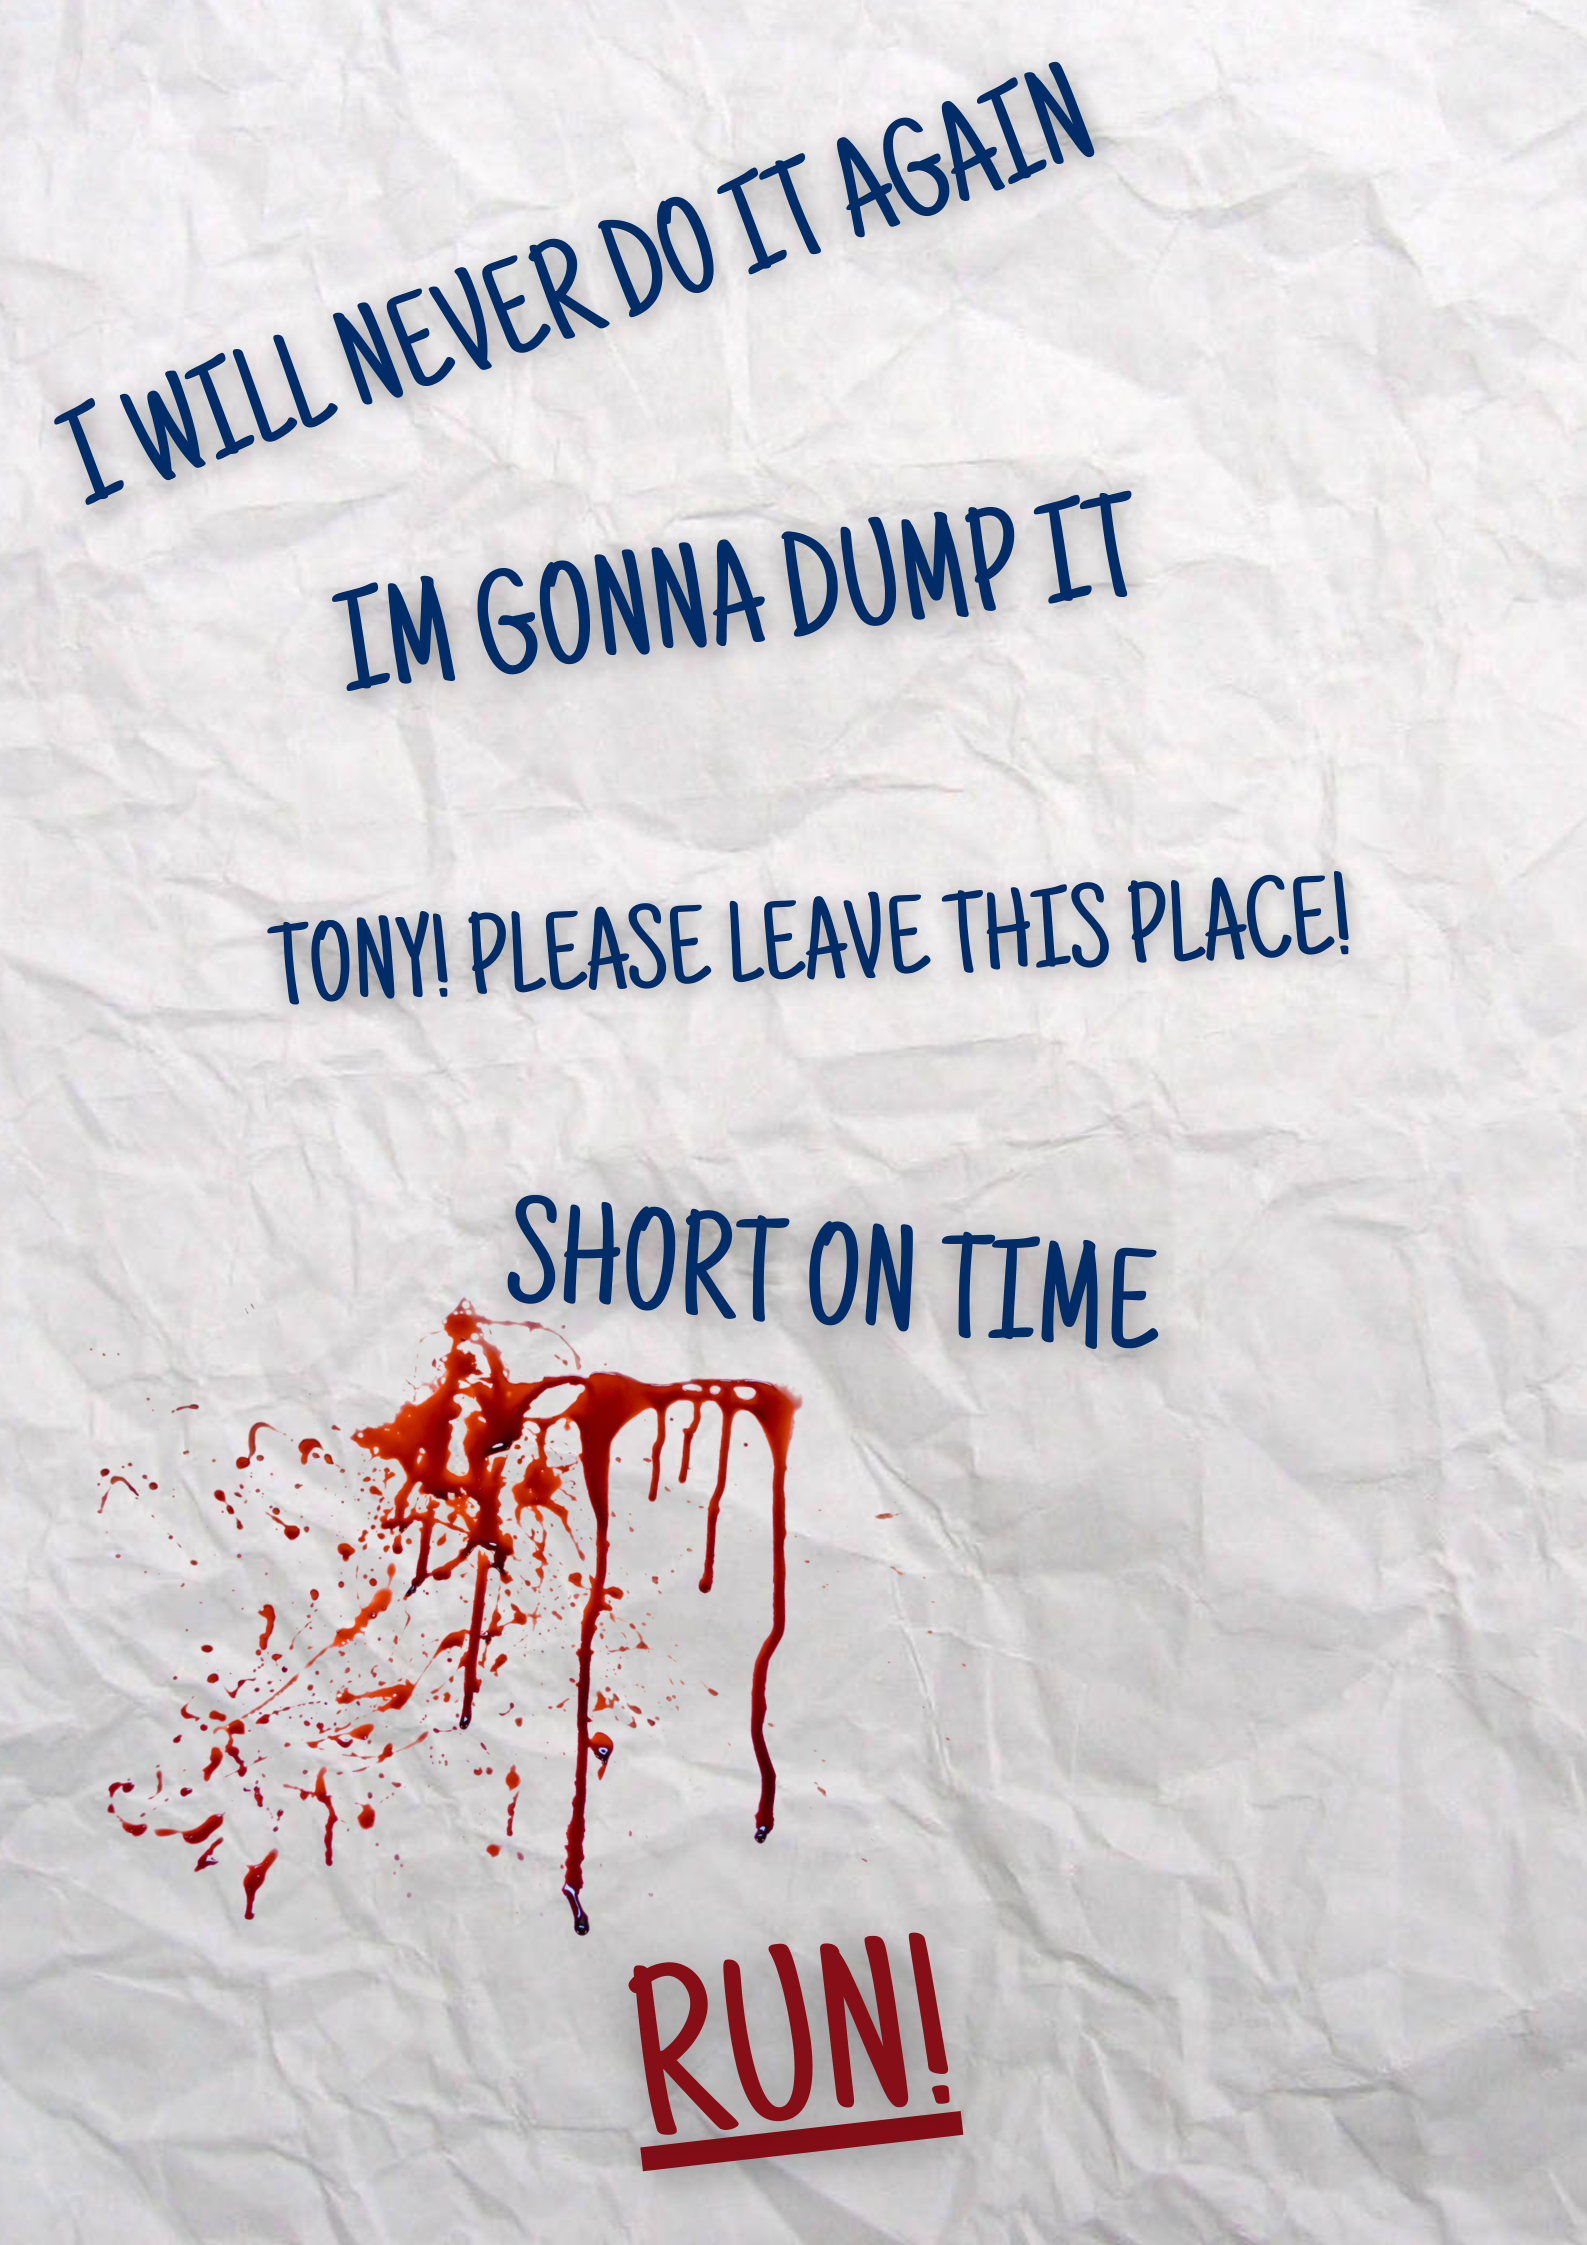 I WILL NEVER DO IT AGAIN
IM GONNA DUMP IT
TONY! PLEASE LEAVE THIS PLACE!
SHORT ON TIME
RUN!